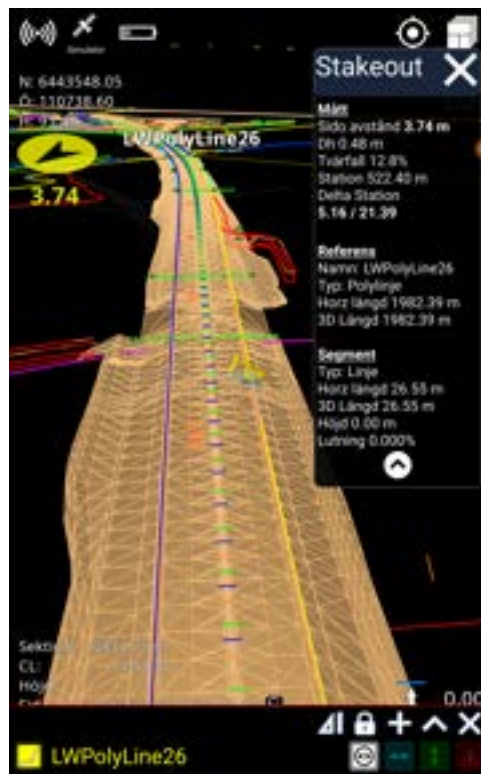 Simulator
N: 6443548.05
Ö: 110738.60
LWPolyLine26
3.74
Stakeout
Mått
Sido avstånd 3.74 m
Dh 0.48 m
Tvärfall 12.8%
Station 522.40 m
Delta Station
5.16 / 21.39
Referens
Namn: LWPolyLine26
Typ: Polylinje
Horz längd 1982.39 m
3D Längd 1982.39 m
Segment
Typ: Linje
Horz längd 26.55 m
3D Längd 26.55 m
Höjd 0.00 m
Lutning 0.000%
CL:
0.00
LWPolyLine26